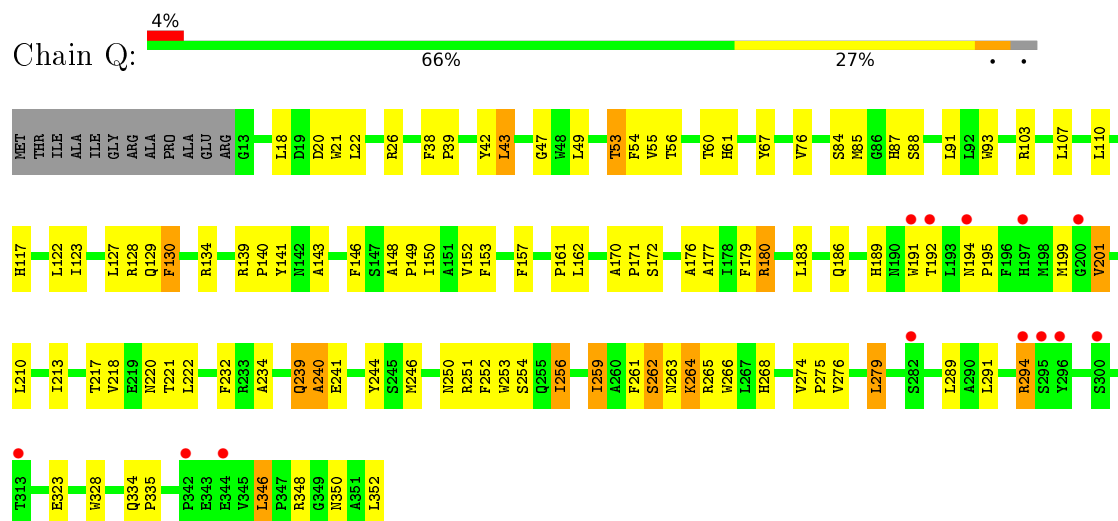 4%
Chain Q:
66% 27% • •
MET THR ILE ALA ILE GLY ARG ALA PRO ALA GLU ARG G13 L18 D19 D20 W21 L22 R26 F38 P39 Y42 L43 G47 W48 L49 T53 F54 V55 T56 T60 H61 Y67 V76 S84 M85 G86 H87 S88 L91 L92 W93 R103 L107 L110
H117 L122 I123 L127 R128 Q129 F130 R134 R139 P140 Y141 N142 A143 F146 S147 A148 P149 I150 A151 V152 F153 F157 P161 L162 A170 P171 S172 A176 A177 I178 F179 R180 L183 Q186 H189 N190 W191 T192 L193 N194 P195 F196 H197 M198 M199 G200 V201
L210 I213 T217 V218 E219 N220 T221 L222 F232 R233 A234 Q239 A240 E241 Y244 S245 M246 N250 R251 F252 W253 S254 Q255 I256 I259 A260 F261 S262 N263 K264 R265 W266 L267 H268 V274 P275 V276 L279 S282 L289 A290 L291 R294 S295 Y296 S300
T313 E323 W328 Q334 P335 P342 E343 E344 V345 L346 P347 R348 G349 N350 A351 L352